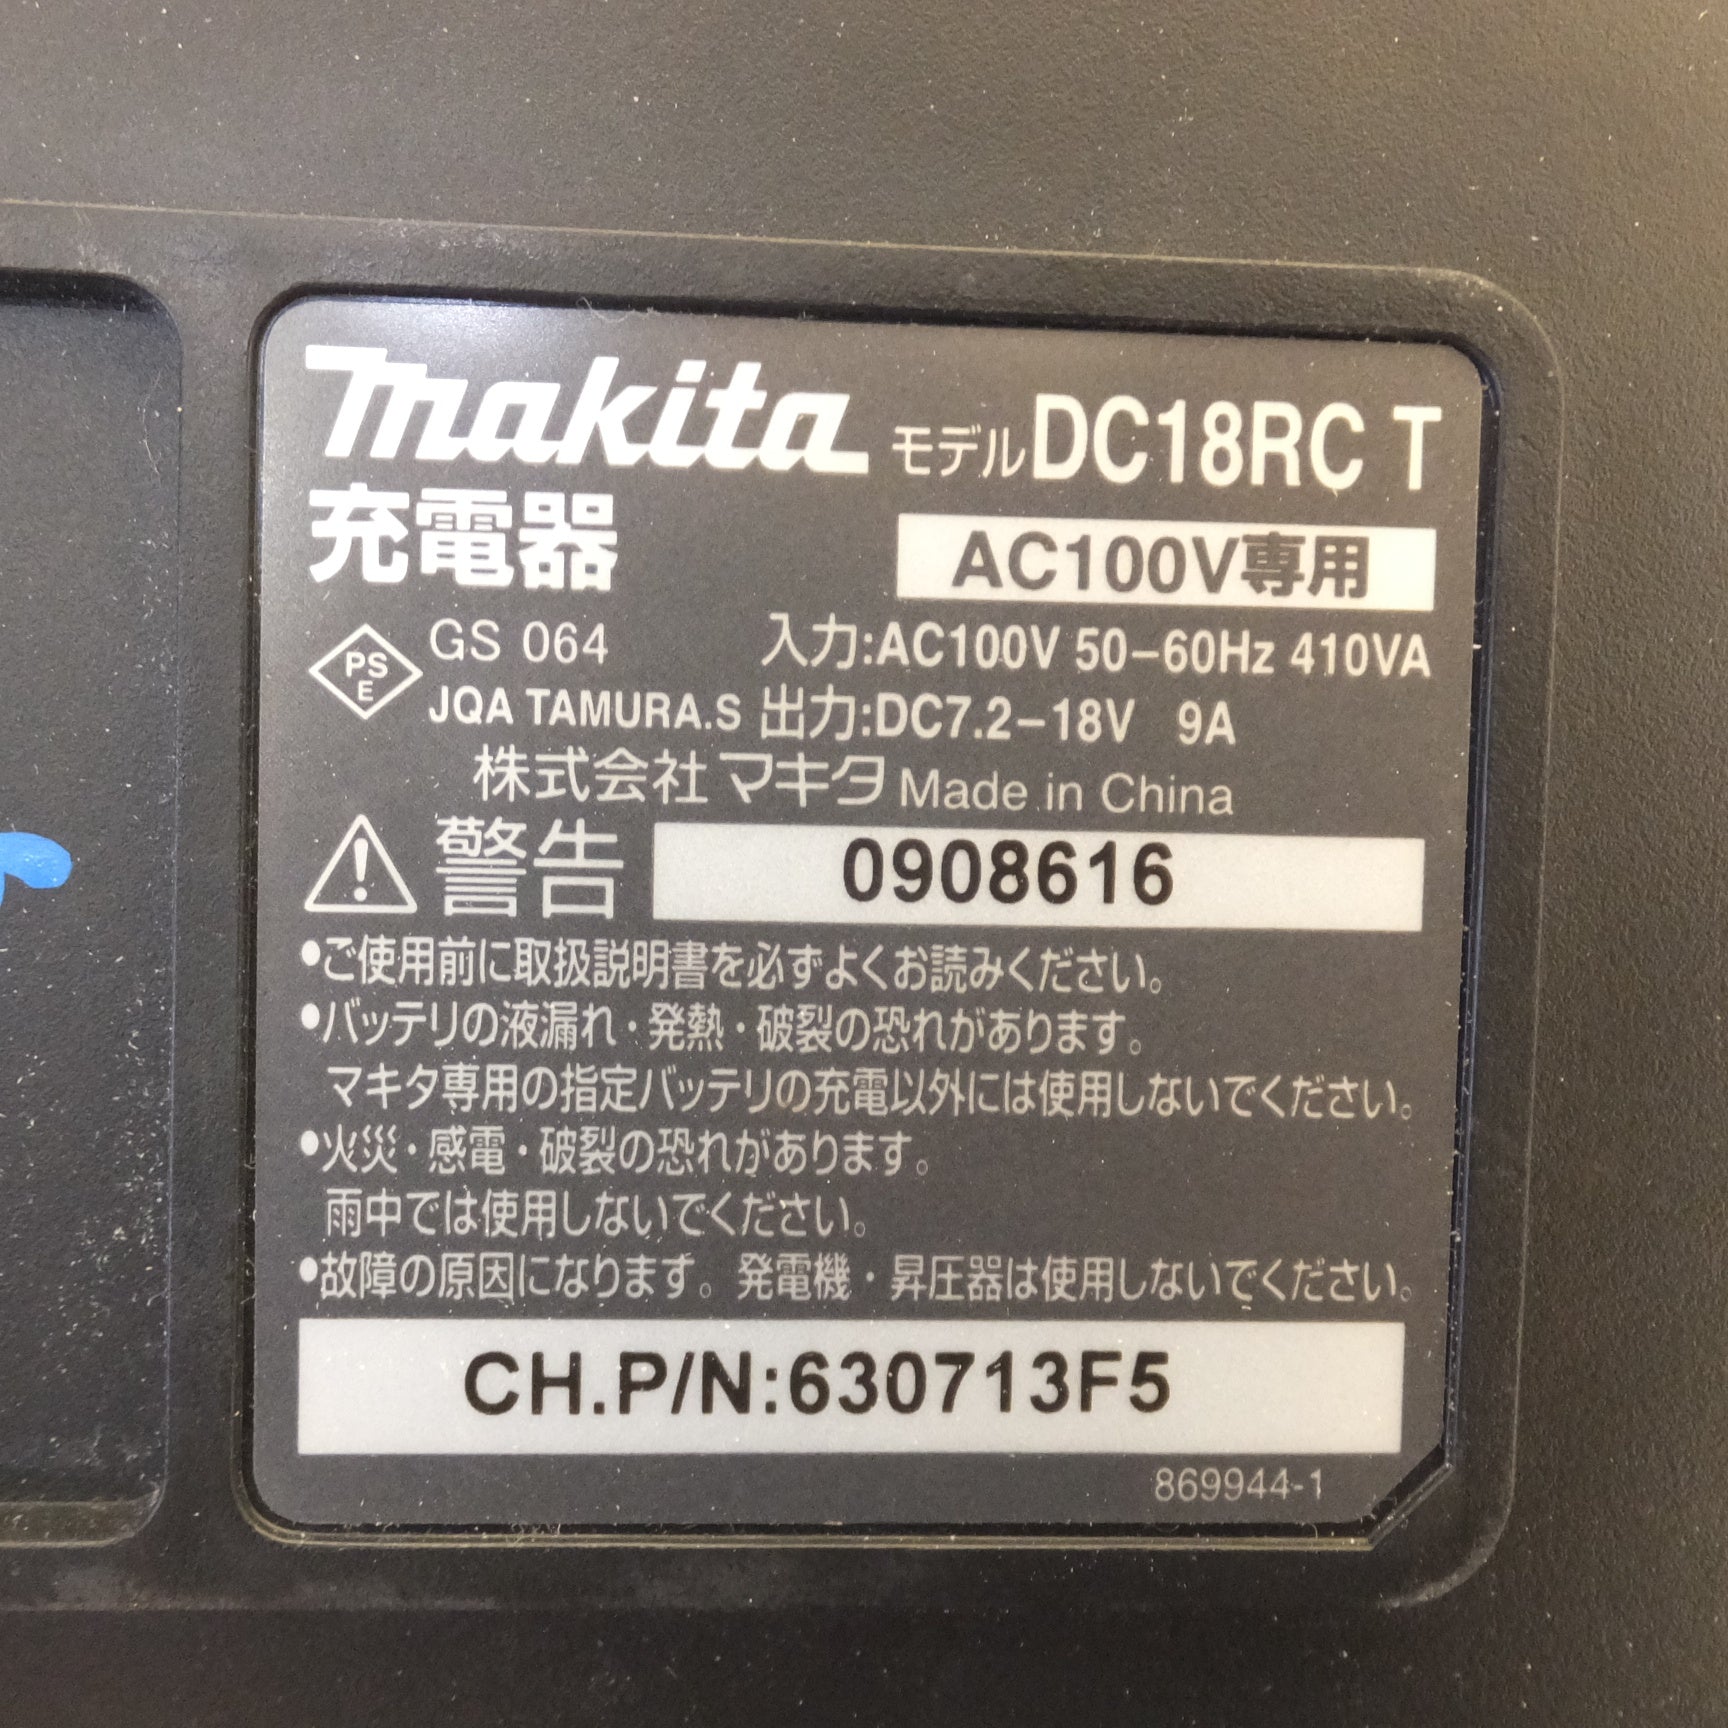 makita モデル DC18RC T
充電器 AC100V専用
PSE GS 064 入力:AC100V 50-60Hz 410VA
JQA TAMURA.S 出力:DC7.2-18V 9A
株式会社 マキタ Made in China
警告 0908616
•ご使用前に取扱説明書を必ずよくお読みください。
•バッテリの液漏れ・発熱・破裂の恐れがあります。
マキタ専用の指定バッテリの充電以外には使用しないでください。
•火災・感電・破裂の恐れがあります。
雨中では使用しないでください。
•故障の原因になります。発電機・昇圧器は使用しないでください。
CH.P/N:630713F5
869944-1